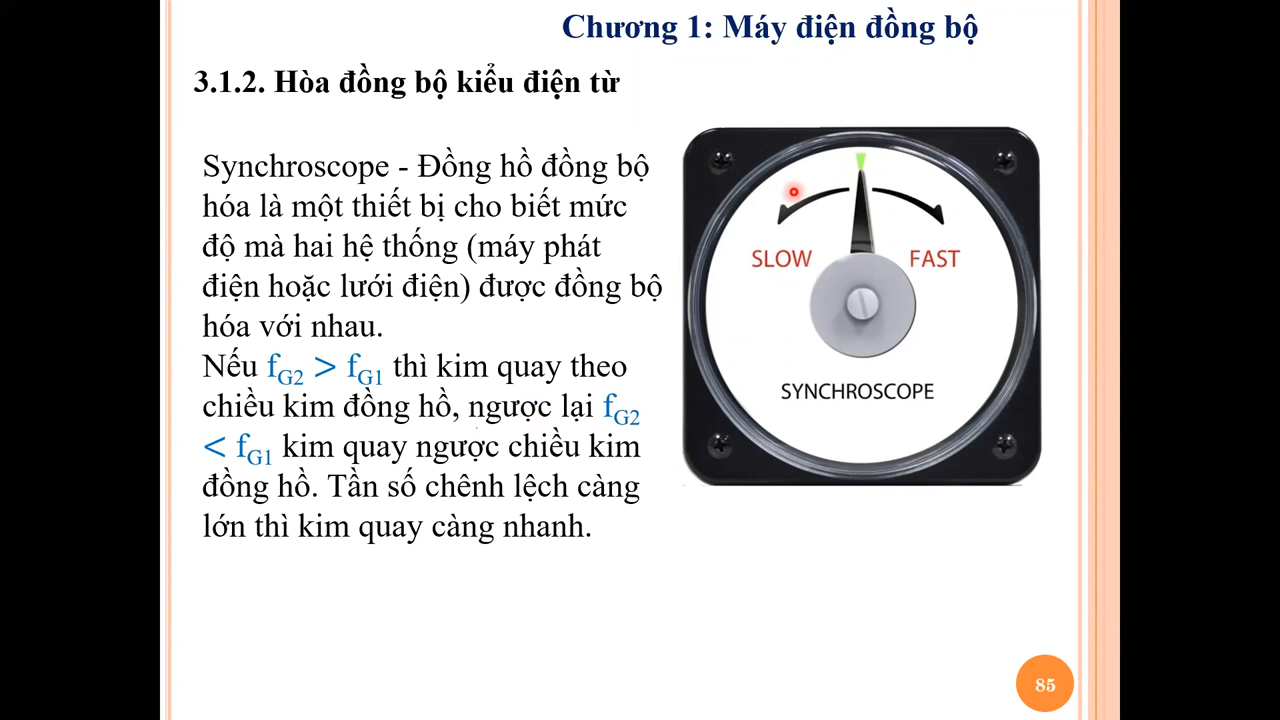 Chương 1: Máy điện đồng bộ
3.1.2. Hòa đồng bộ kiểu điện từ
Synchroscope - Đồng hồ đồng bộ
hóa là một thiết bị cho biết mức
độ mà hai hệ thống (máy phát
điện hoặc lưới điện) được đồng bộ
hóa với nhau.
Nếu fG2 > fG1 thì kim quay theo
chiều kim đồng hồ, ngược lại fG2
< fG1 kim quay ngược chiều kim
đồng hồ. Tần số chênh lệch càng
lớn thì kim quay càng nhanh.
SLOW FAST
SYNCHROSCOPE
85